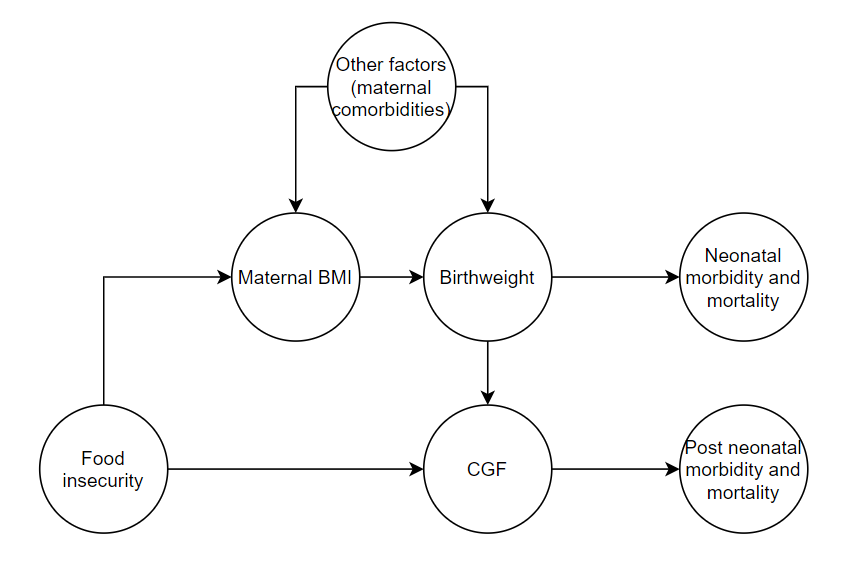 Other factors
(maternal
comorbidities)
Maternal BMI
Birthweight
Neonatal
morbidity and
mortality
Food
insecurity
CGF
Post neonatal
morbidity and
mortality